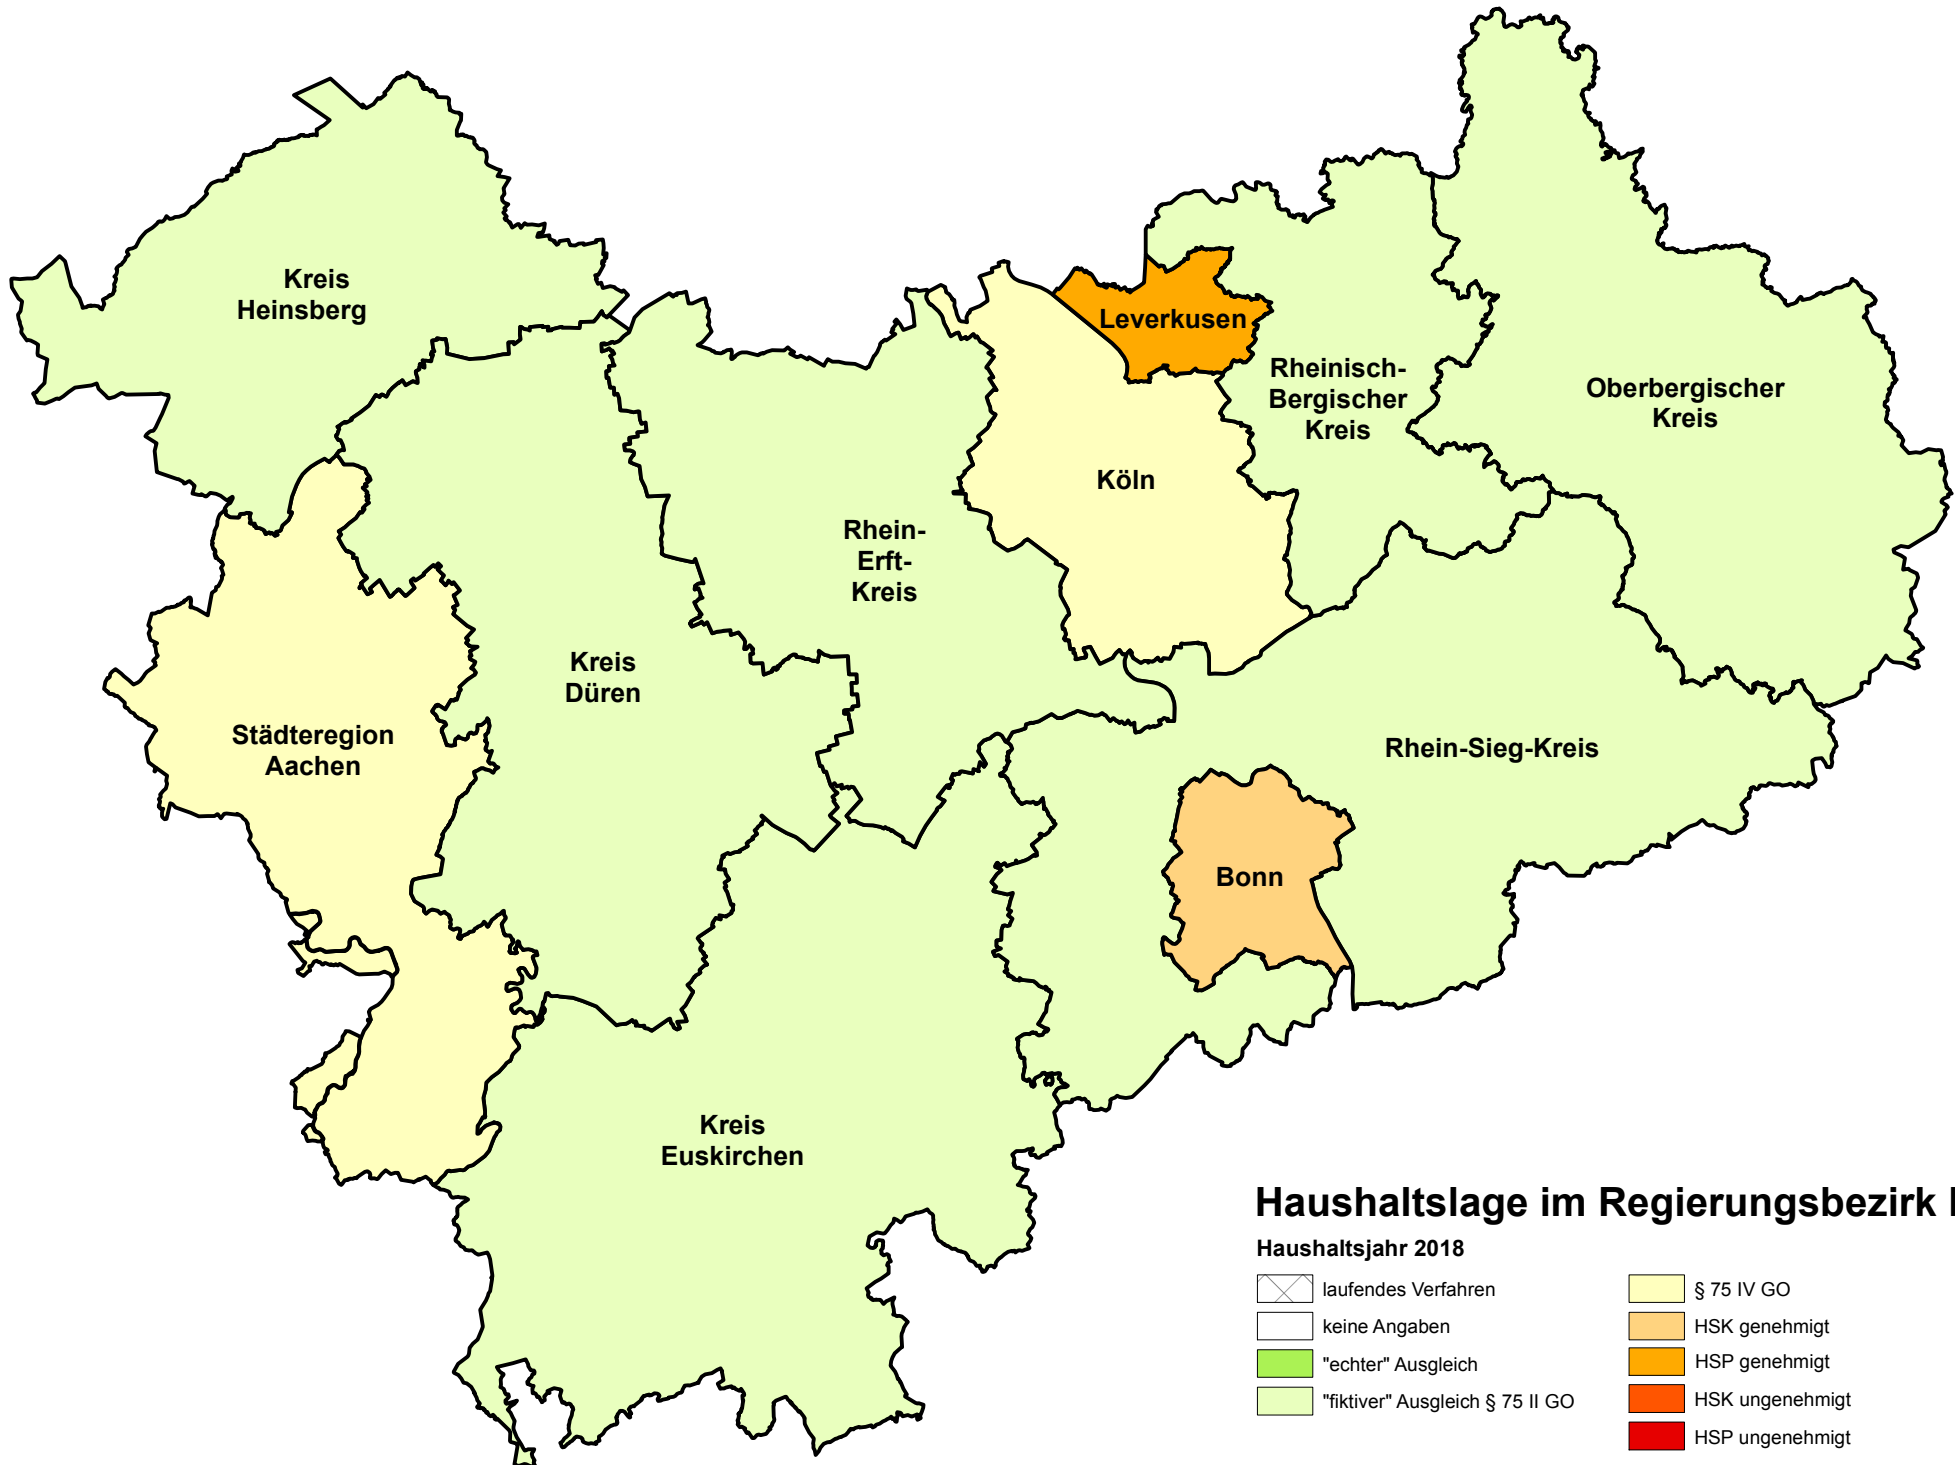 Kreis
Heinsberg
Leverkusen
Rheinisch-
Bergischer
Kreis
Oberbergischer
Kreis
Köln
Rhein-
Erft-
Kreis
Kreis
Düren
Städteregion
Aachen
Rhein-Sieg-Kreis
Bonn
Kreis
Euskirchen
Haushaltslage im Regierungsbezirk
Haushaltsjahr 2018
laufendes Verfahren
keine Angaben
"echter" Ausgleich
"fiktiver" Ausgleich § 75 II GO
§ 75 IV GO
HSK genehmigt
HSP genehmigt
HSK ungenehmigt
HSP ungenehmigt